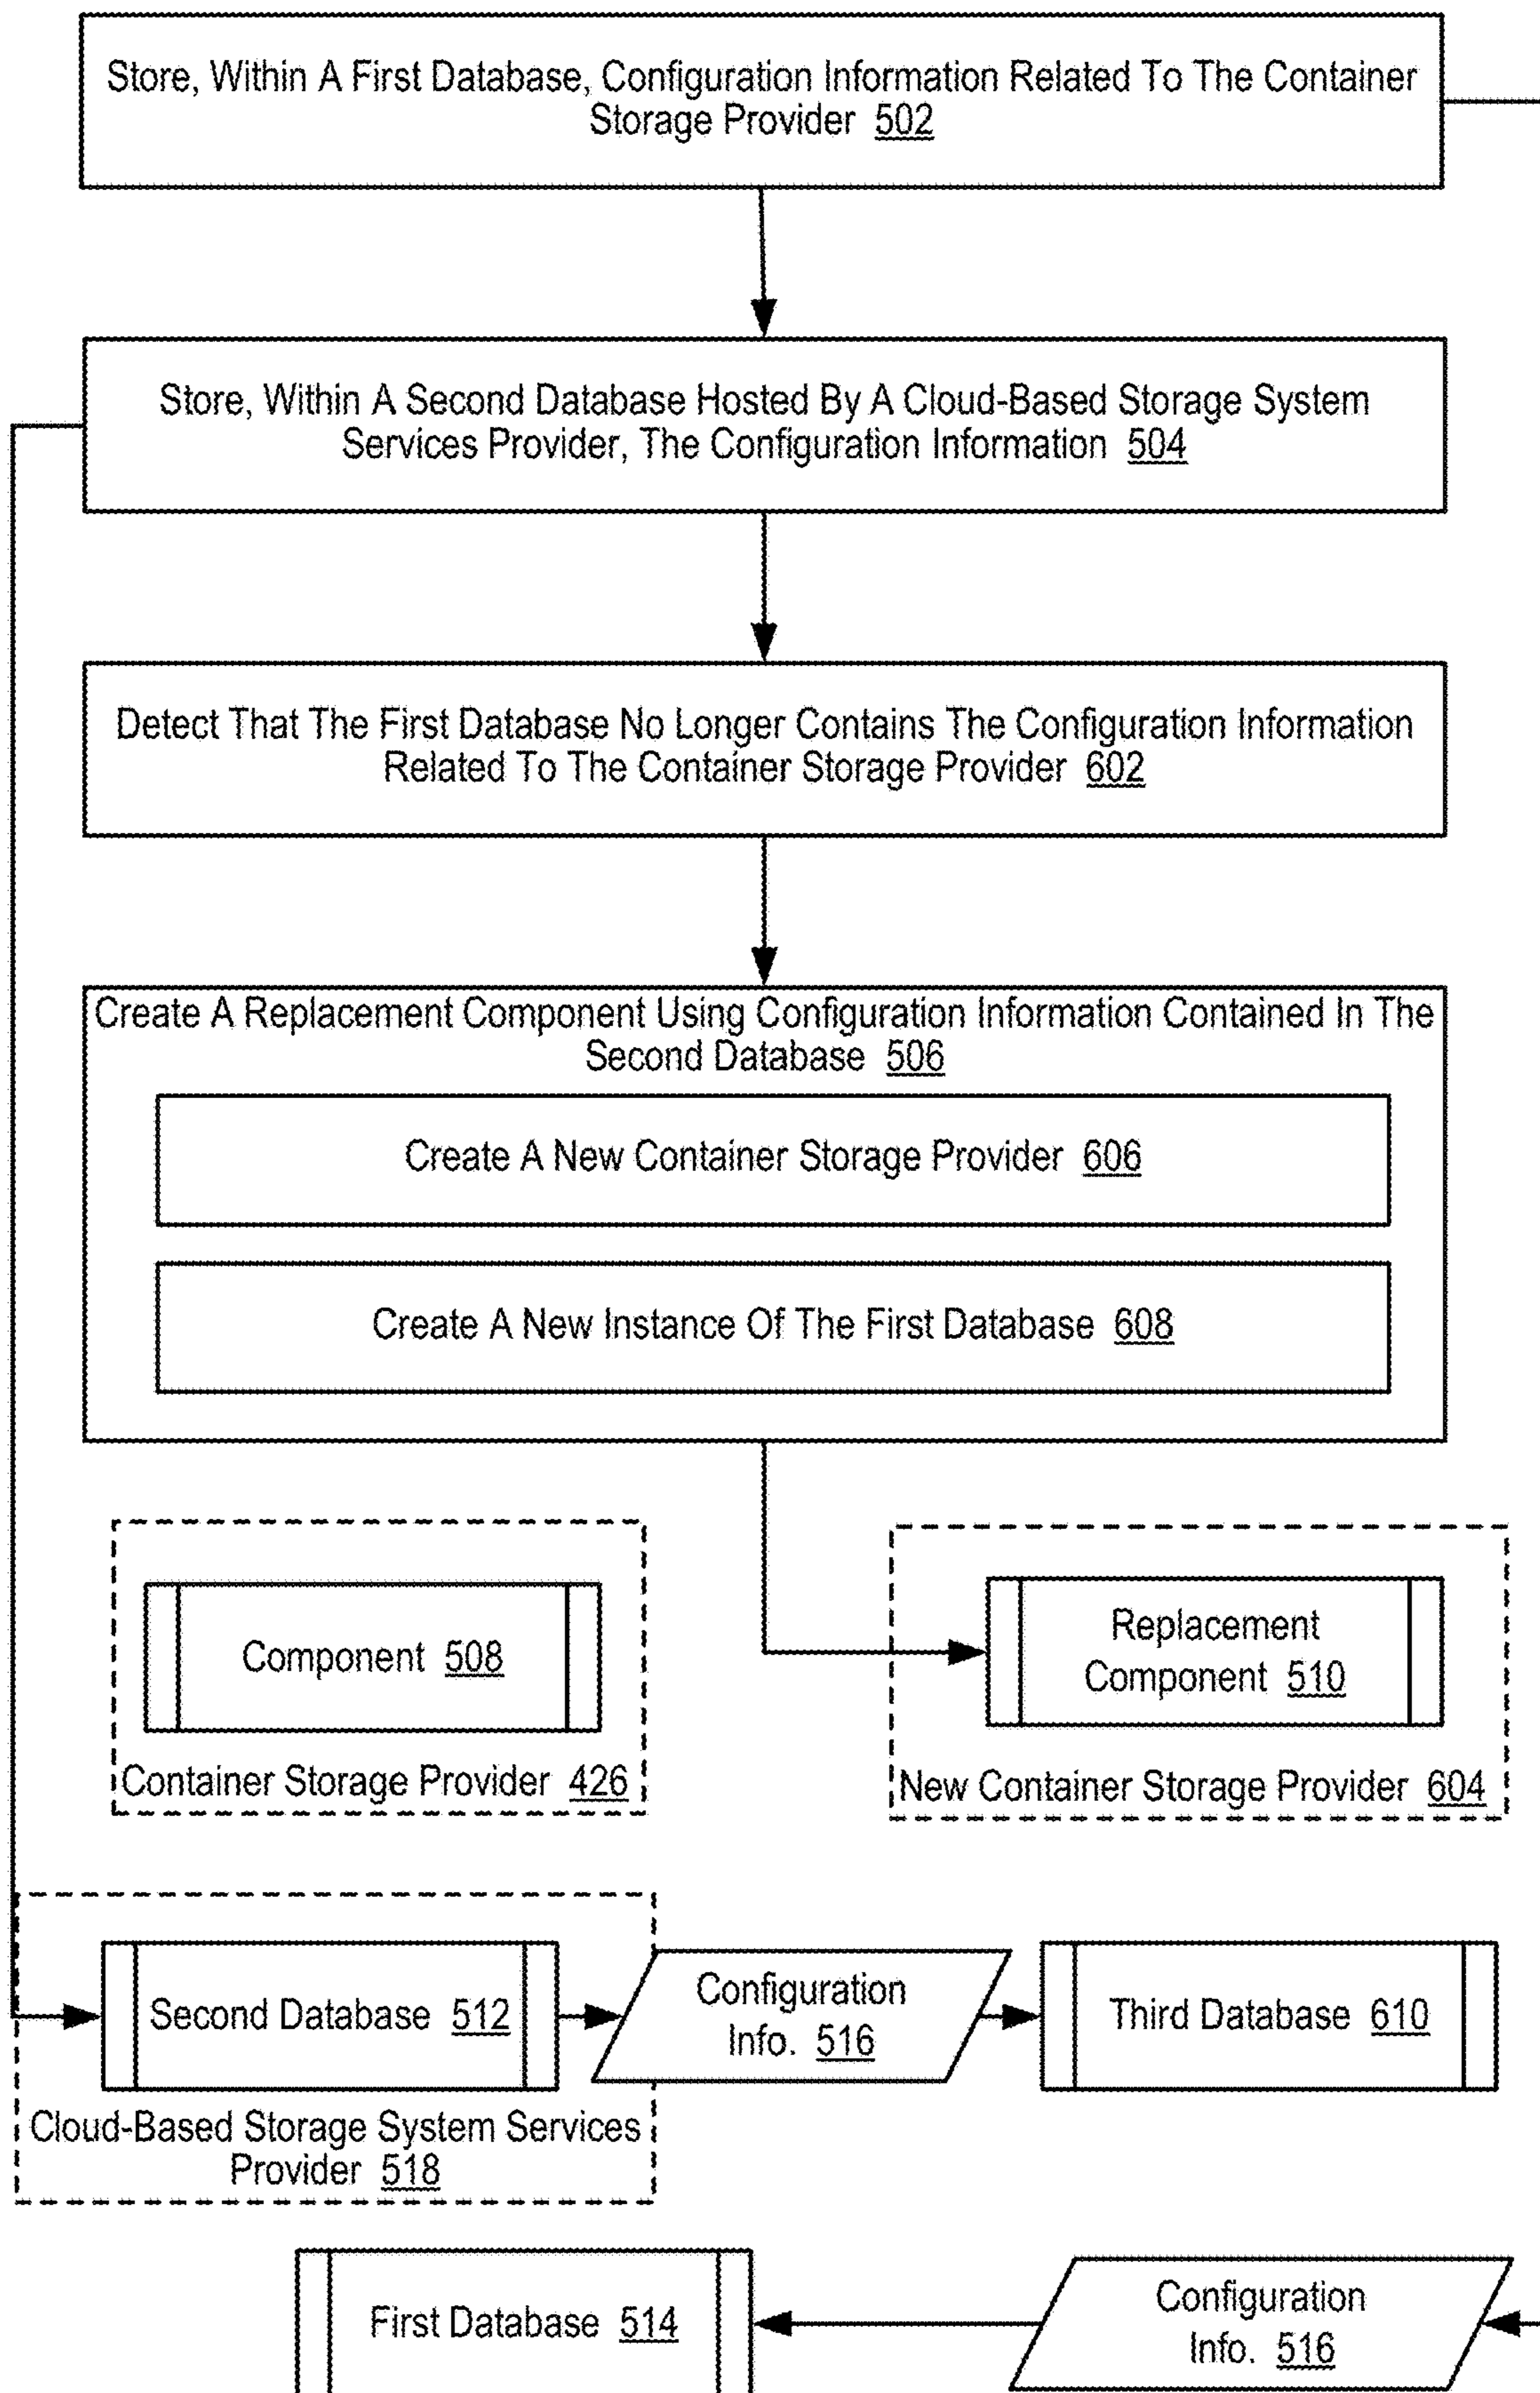 Store, Within A First Database, Configuration Information Related To The Container
Storage Provider 502
Store, Within A Second Database Hosted By A Cloud-Based Storage System
Services Provider, The Configuration Information 504
Detect That The First Database No Longer Contains The Configuration Information
Related To The Container Storage Provider 602
Create A Replacement Component Using Configuration Information Contained In The
Second Database 506
Create A New Container Storage Provider 606
Create A New Instance Of The First Database 608
Component 508
Container Storage Provider 426
Replacement
Component 510
New Container Storage Provider 604
Second Database 512
Cloud-Based Storage System Services
Provider 518
Configuration
Info. 516
Third Database 610
First Database 514
Configuration
Info. 516